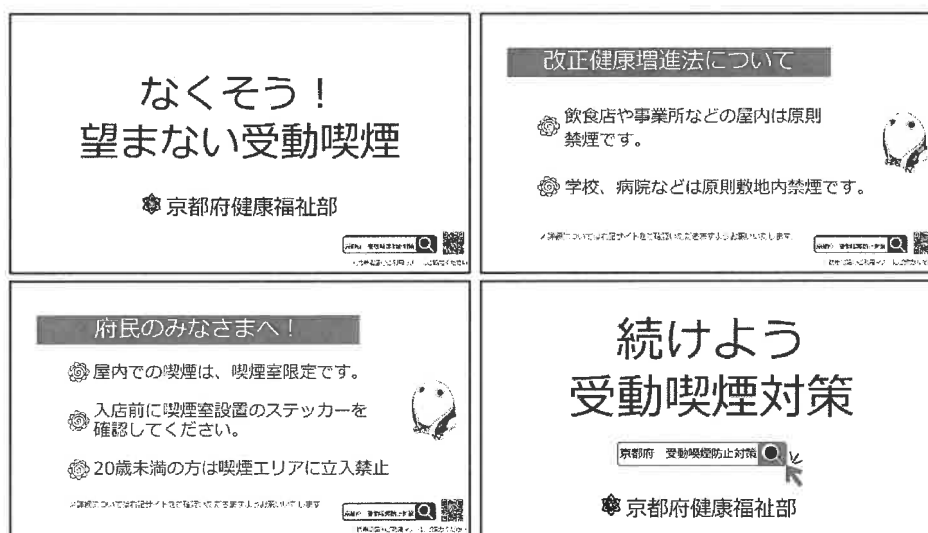 なくそう！
望まない受動喫煙
京都府健康福祉部
改正健康増進法について
飲食店や事業所などの屋内は原則
禁煙です。
学校、病院などは原則敷地内禁煙です。
府民のみなさまへ！
屋内での喫煙は、喫煙室限定です。
入店前に喫煙室設置のステッカーを
確認してください。
20歳未満の方は喫煙エリアに立入禁止
続けよう
受動喫煙対策
京都府 受動喫煙防止対策
京都府健康福祉部